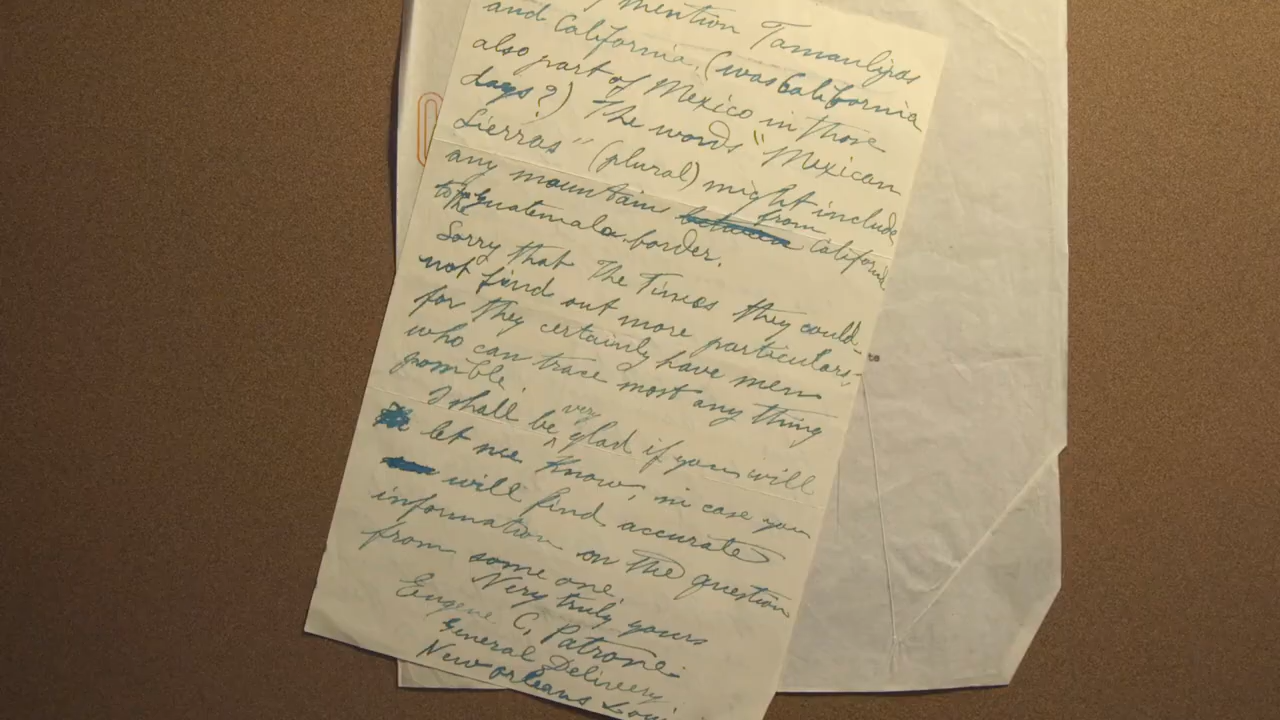 I mention Tamaulipas
and California, (was California
also part of Mexico in those
days?) The words "Mexican
Sierras" (plural) might include
any mountain from California
to the Guatemala border.
Sorry that The Times they could
not find out more particulars,
for they certainly have men
who can trace most any thing
possible.
I shall be very glad if you will
let me know, in case you
will find accurate
information on the question
from some one.
Very truly yours
Eugene C. Patrone
General Delivery
New Orleans